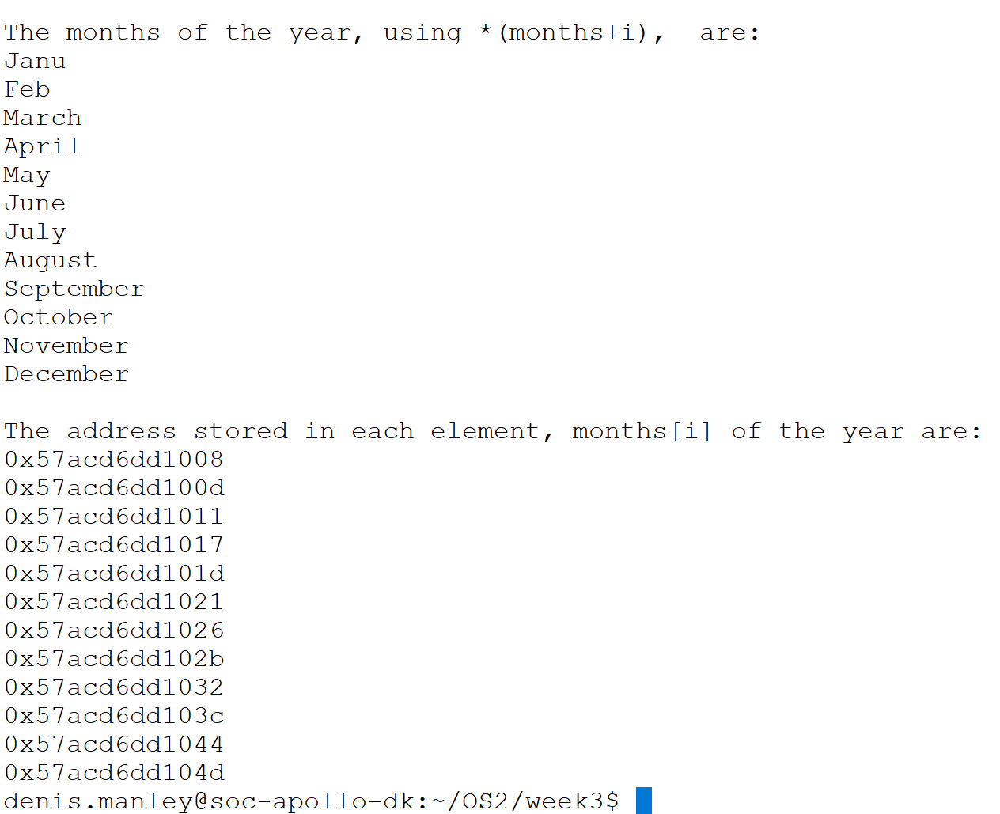 The months of the year, using *(months+i),  are:
Janu
Feb
March
April
May
June
July
August
September
October
November
December
The address stored in each element, months[i] of the year are:
0x57acd6dd1008
0x57acd6dd100d
0x57acd6dd1011
0x57acd6dd1017
0x57acd6dd101d
0x57acd6dd1021
0x57acd6dd1026
0x57acd6dd102b
0x57acd6dd1032
0x57acd6dd103c
0x57acd6dd1044
0x57acd6dd104d
denis.manley@soc-apollo-dk:~/OS2/week3$